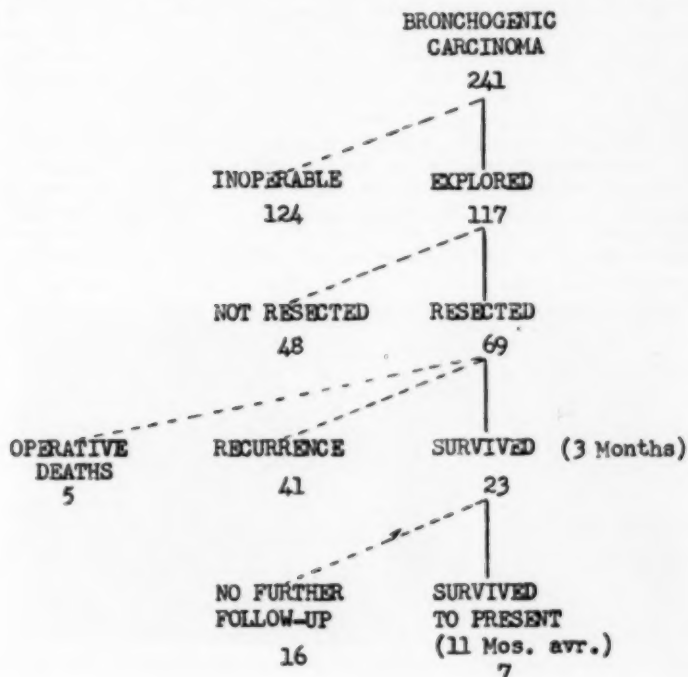 BRONCHOGENIC
CARCINOMA
241
INOPERABLE EXPLORED
124 117
NOT RESECTED RESECTED
48 69
OPERATIVE RECURRENCE SURVIVED (3 Months)
DEATHS
5 41 23
NO FURTHER SURVIVED
FOLLOW-UP TO PRESENT
(11 Mos. avr.)
16 7